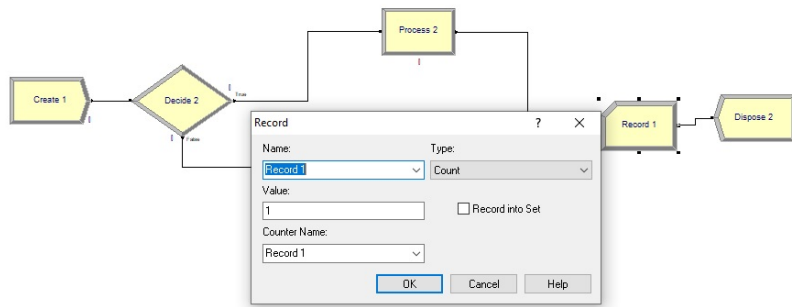 Process 2
Create 1
Decide 2
True
False
Record
?
X
Name:
Type:
Record 1
Count
Value:
1
Record into Set
Counter Name:
Record 1
OK
Cancel
Help
Record 1
Dispose 2